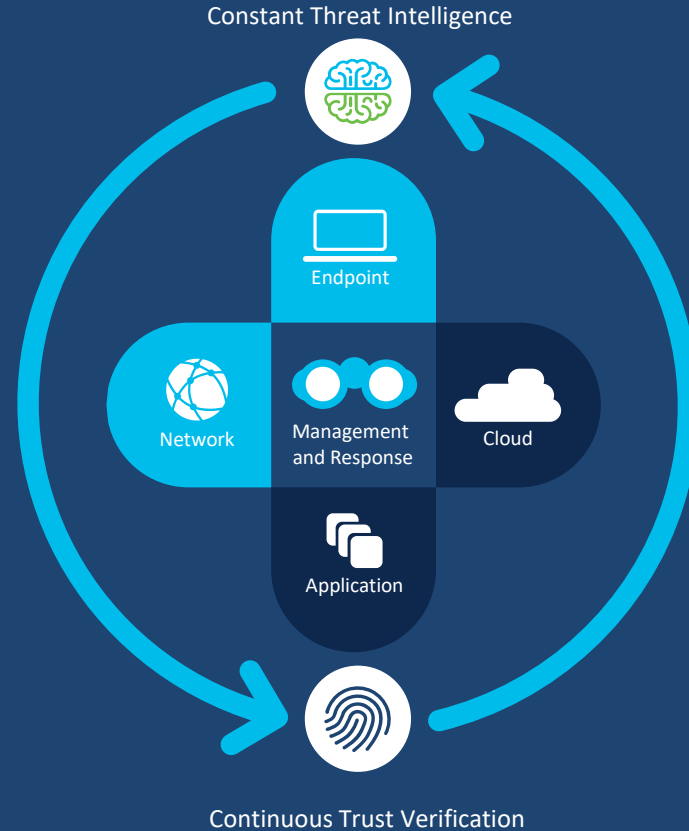 Constant Threat Intelligence
Endpoint
Network
Management
and Response
Cloud
Application
Continuous Trust Verification